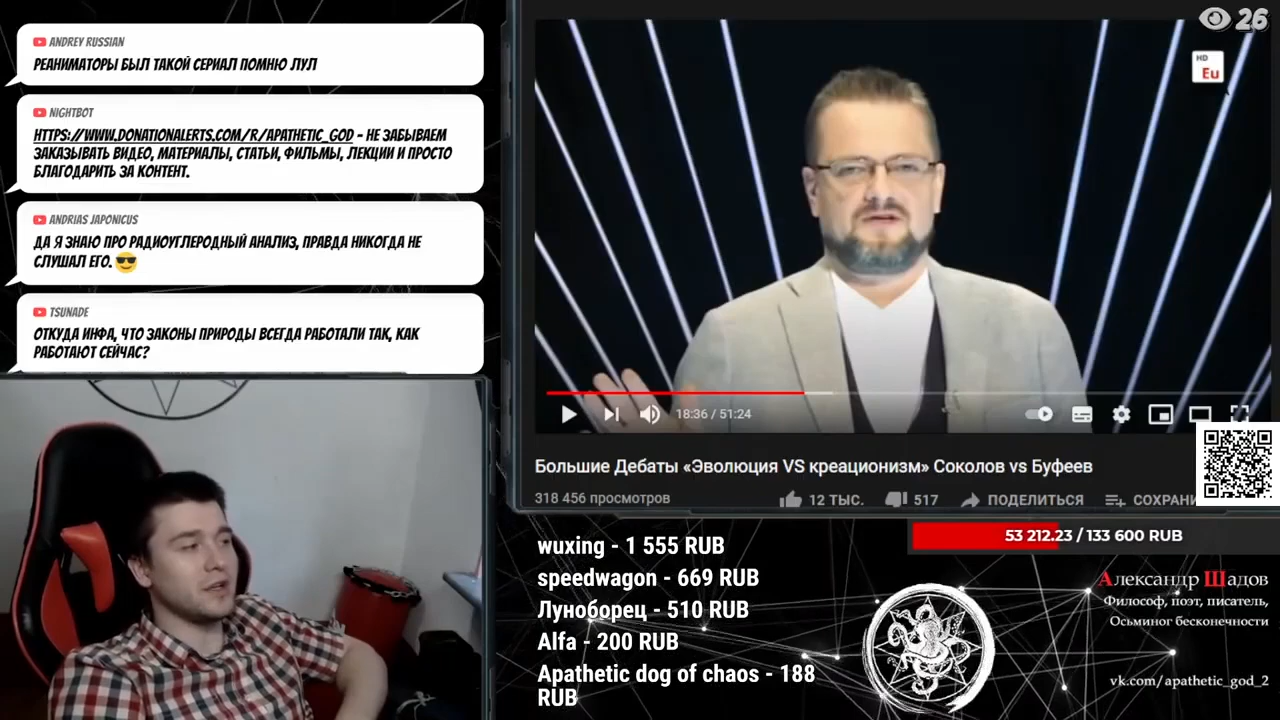 ANDREY RUSSIAN
РЕАНИМАТОРЫ БЫЛ ТАКОЙ СЕРИАЛ ПОМНЮ ЛУЛ
NIGHTBOT
HTTPS://WWW.DONATIONALERTS.COM/R/APATHETIC_GOD - НЕ ЗАБЫВАЕМ
ЗАКАЗЫВАТЬ ВИДЕО, МАТЕРИАЛЫ, СТАТЬИ, ФИЛЬМЫ, ЛЕКЦИИ И ПРОСТО
БЛАГОДАРИТЬ ЗА КОНТЕНТ.
ANDRIAS JAPONICUS
ДА Я ЗНАЮ ПРО РАДИОУГЛЕРОДНЫЙ АНАЛИЗ, ПРАВДА НИКОГДА НЕ
СЛУШАЛ ЕГО. 😎
TSUNADE
ОТКУДА ИНФА, ЧТО ЗАКОНЫ ПРИРОДЫ ВСЕГДА РАБОТАЛИ ТАК, КАК
РАБОТАЮТ СЕЙЧАС?
26
HD
Eu
18:36 / 51:24
Большие Дебаты «Эволюция VS креационизм» Соколов vs Буфеев
318 456 просмотров
12 ТЫС.
517
ПОДЕЛИТЬСЯ
СОХРАНИ
53 212.23 / 133 600 RUB
wuxing - 1 555 RUB
speedwagon - 669 RUB
Луноборец - 510 RUB
Alfa - 200 RUB
Apathetic dog of chaos - 188
RUB
Александр Шадов
Философ, поэт, писатель,
Осьминог бесконечности
vk.com/apathetic_god_2